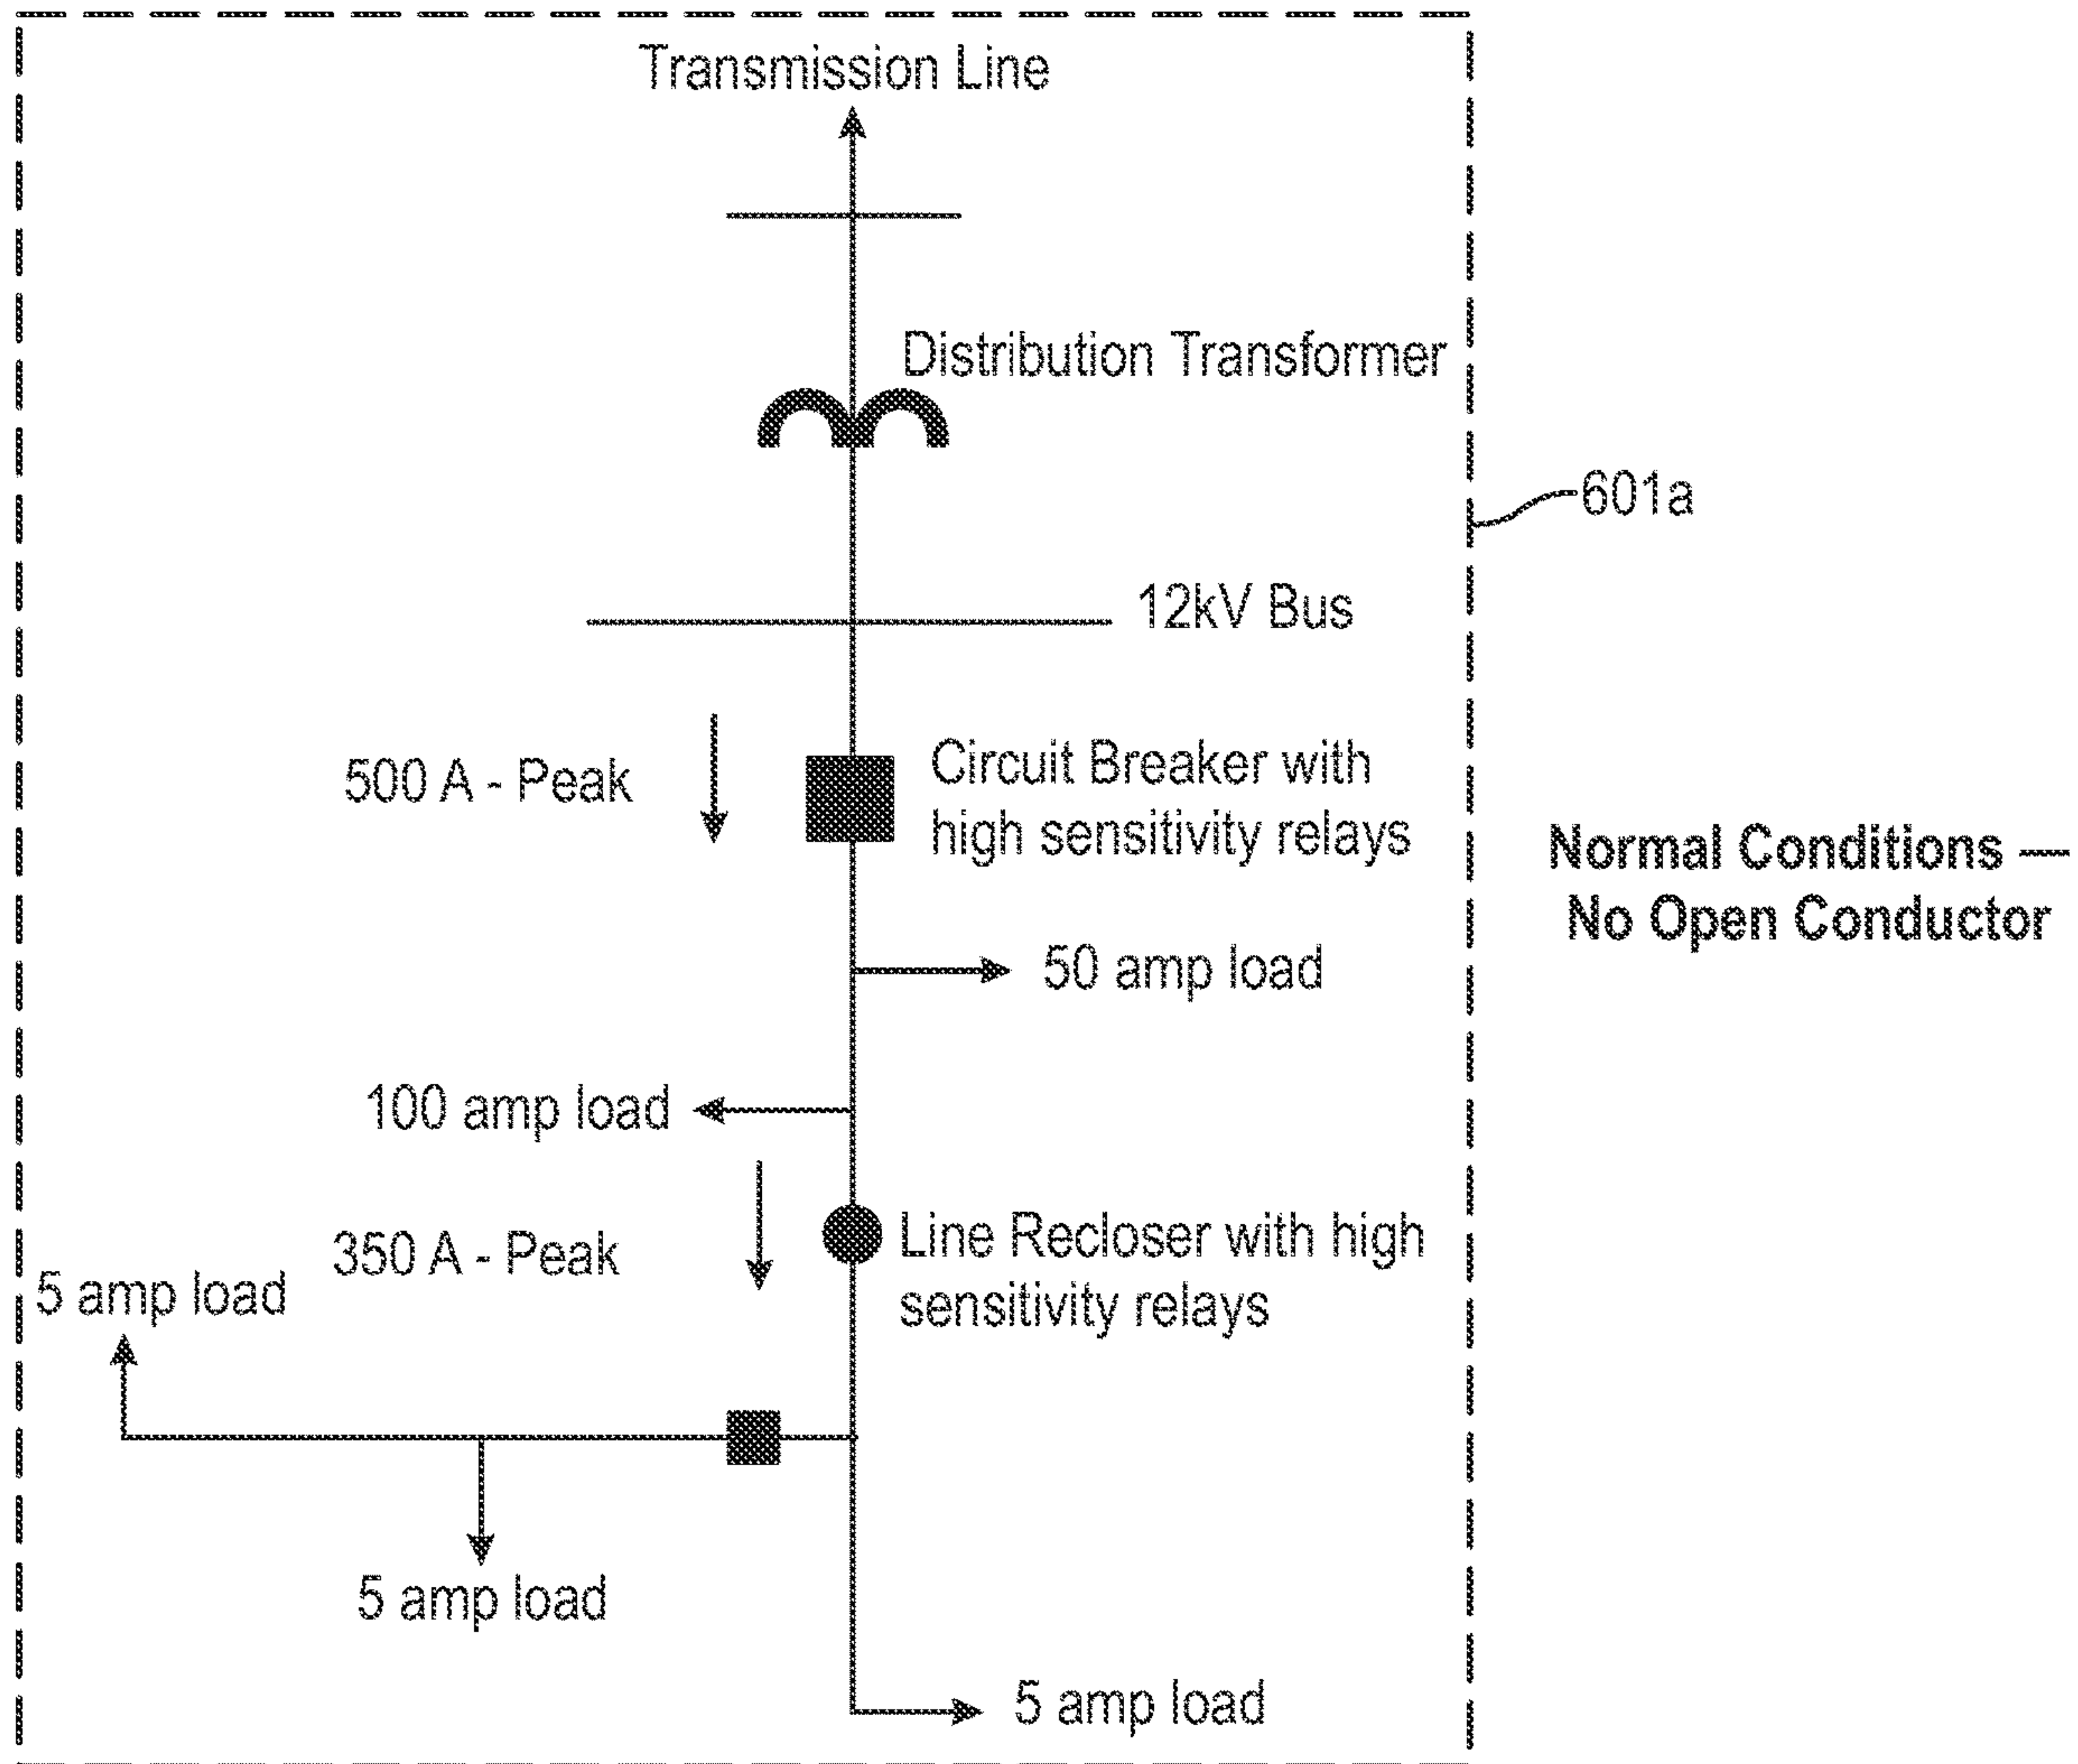 Transmission Line
Distribution Transformer
601a
12kV Bus
500 A - Peak
Circuit Breaker with
high sensitivity relays
Normal Conditions —
No Open Conductor
50 amp load
100 amp load
350 A - Peak
Line Recloser with high
sensitivity relays
5 amp load
5 amp load
5 amp load